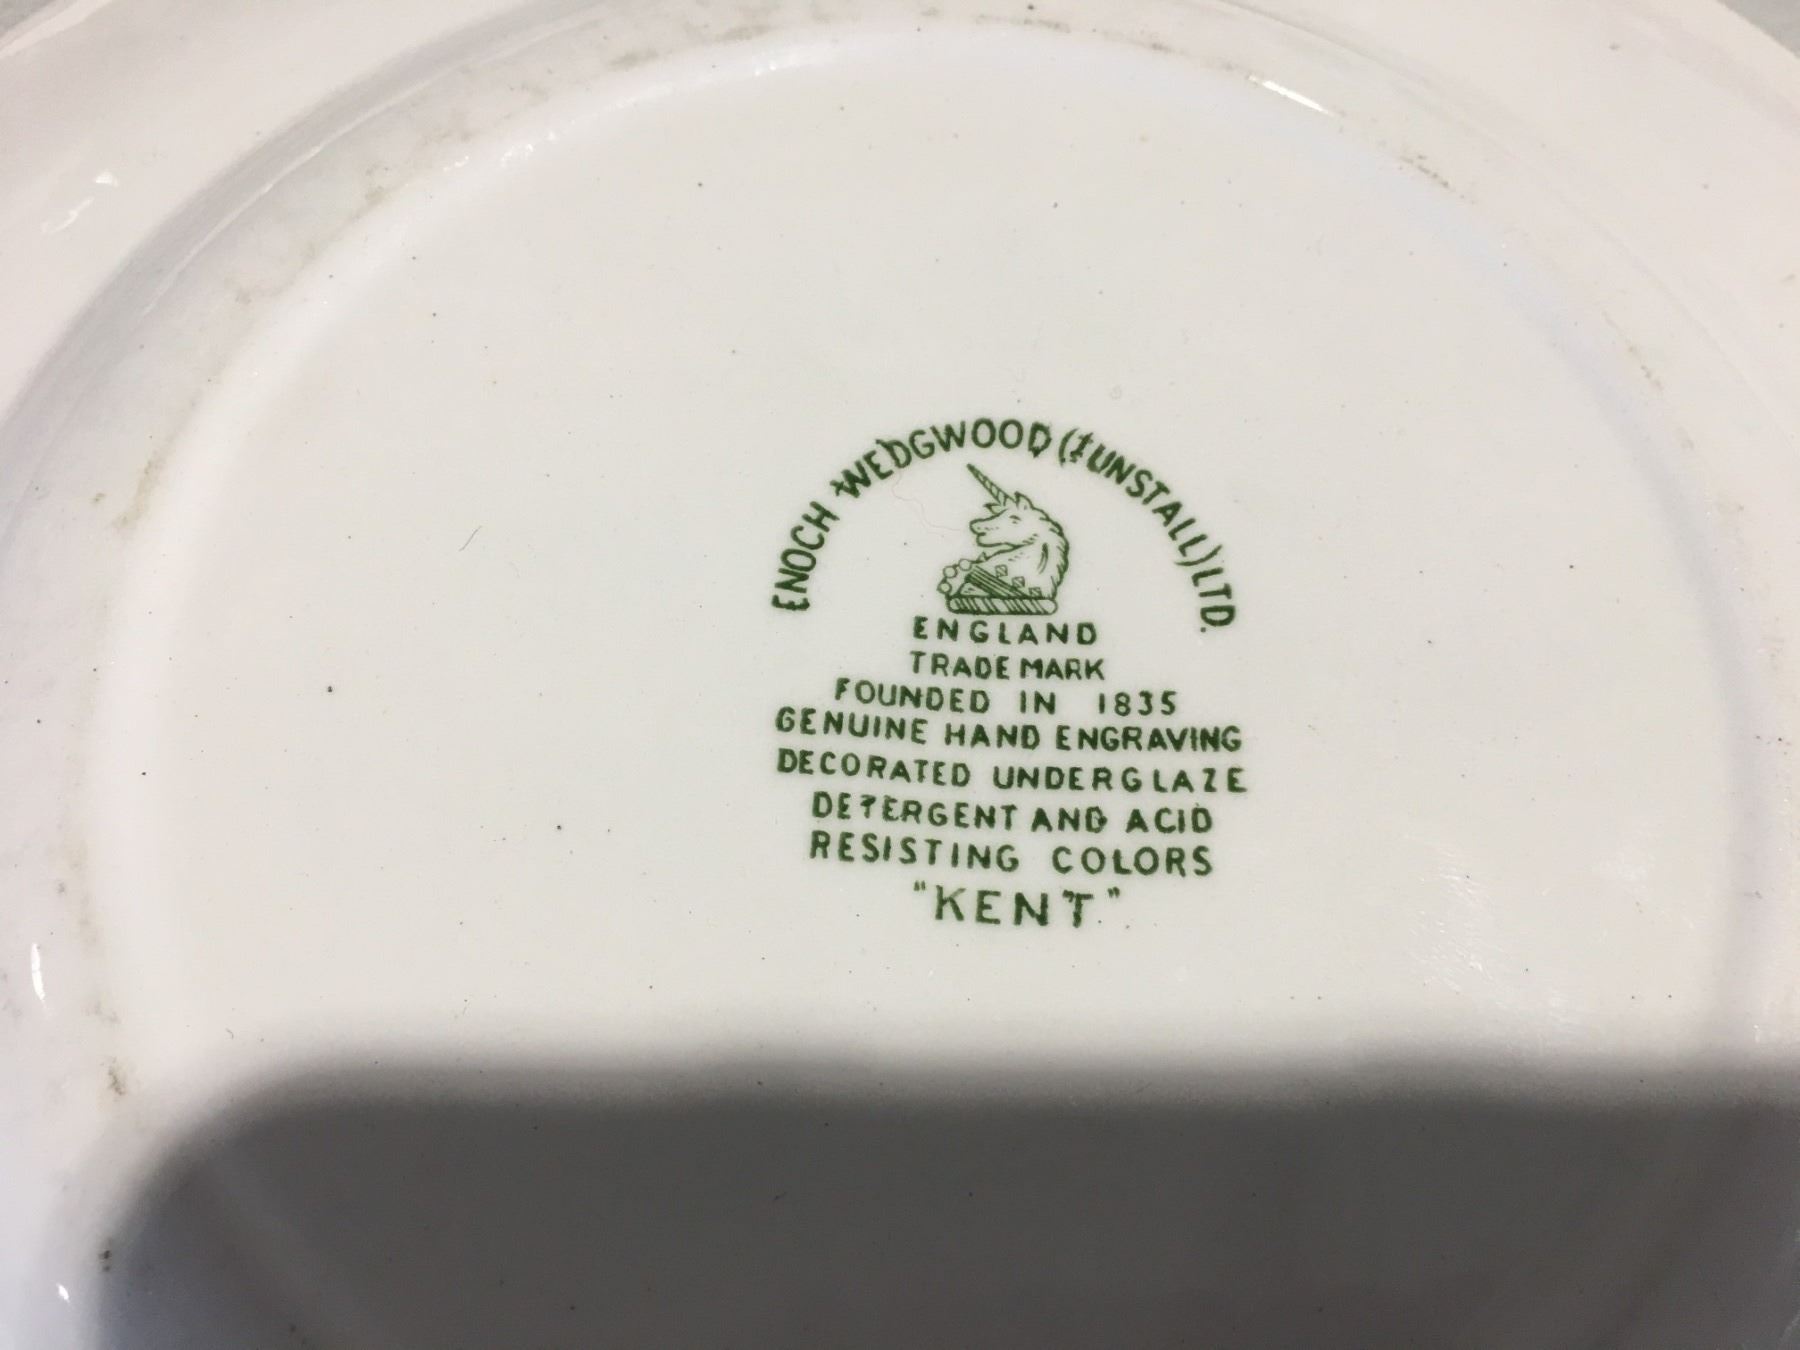 ENOCH WEDGWOOD (TUNSTALL) LTD.
ENGLAND
TRADE MARK
FOUNDED IN 1835
GENUINE HAND ENGRAVING
DECORATED UNDERGLAZE
DETERGENT AND ACID
RESISTING COLORS
"KENT"